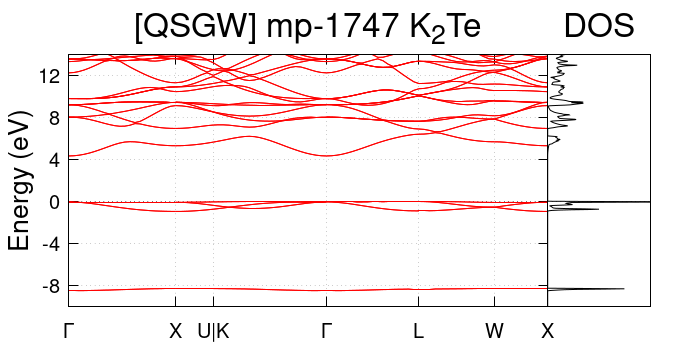 [QSGW] mp-1747 K₂Te DOS
Energy (eV)
12
8
4
0
-4
-8
Γ X U|K Γ L W X